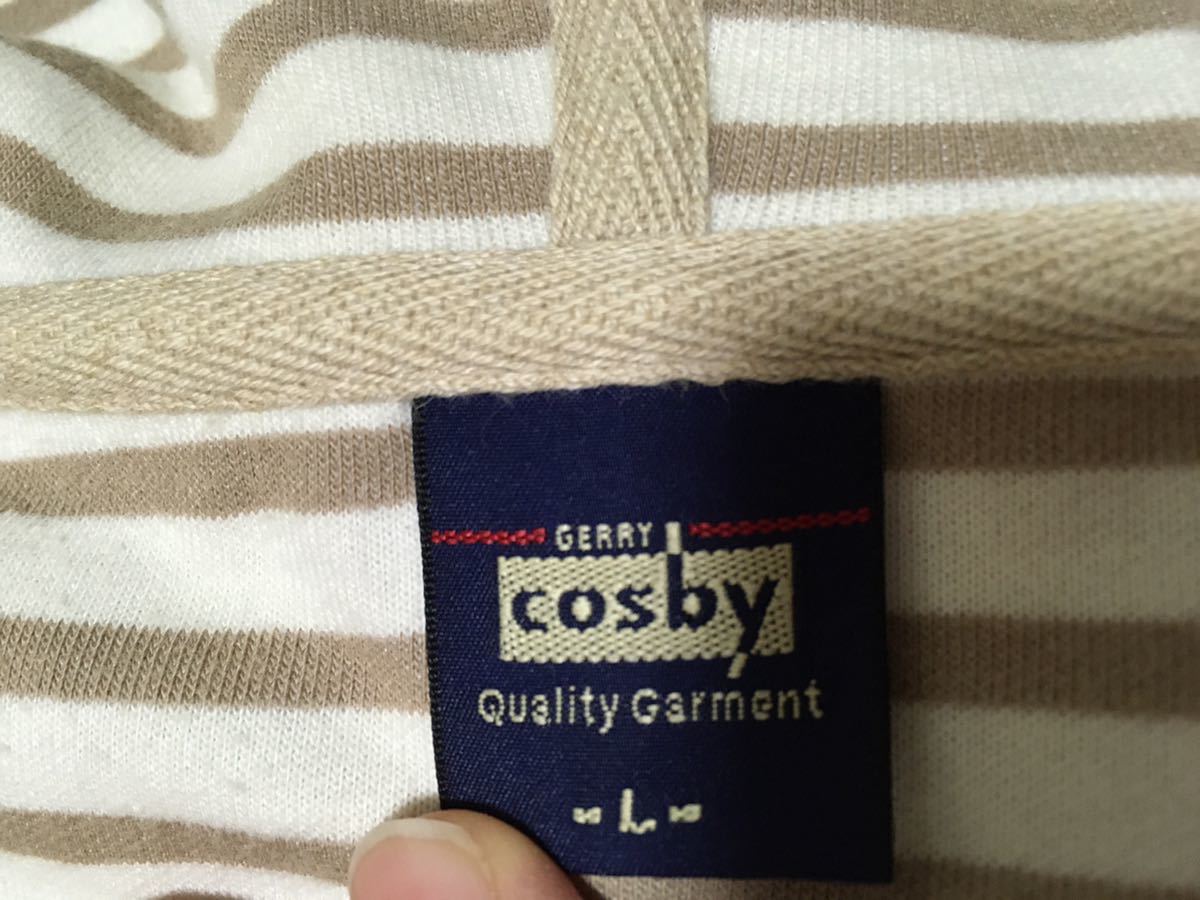 GERRY
cosby
Quality Garment
- L -